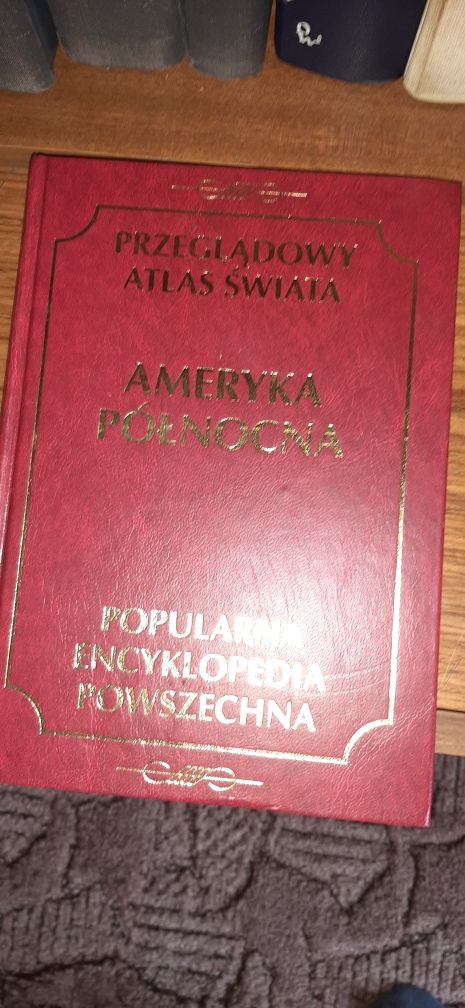 PRZEGLĄDOWY
ATLAS ŚWIATA
AMERYKA
PÓŁNOCNA
POPULARNA
ENCYKLOPEDIA
POWSZECHNA